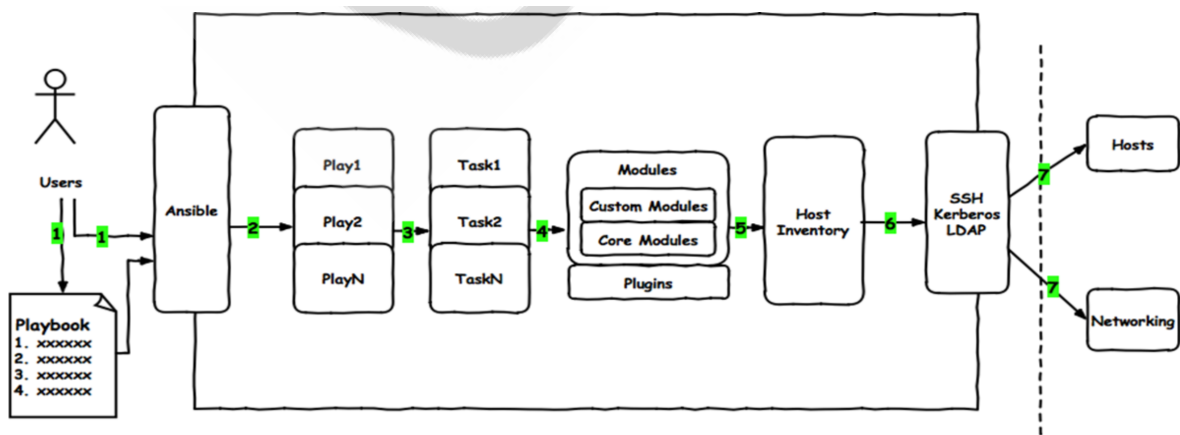 Users
1
1
Playbook
1. xxxxxx
2. xxxxxx
3. xxxxxx
4. xxxxxx
Ansible
2
Play1
Play2
PlayN
3
Task1
Task2
TaskN
4
Modules
Custom Modules
Core Modules
Plugins
5
Host
Inventory
6
SSH
Kerberos
LDAP
7
7
Hosts
Networking